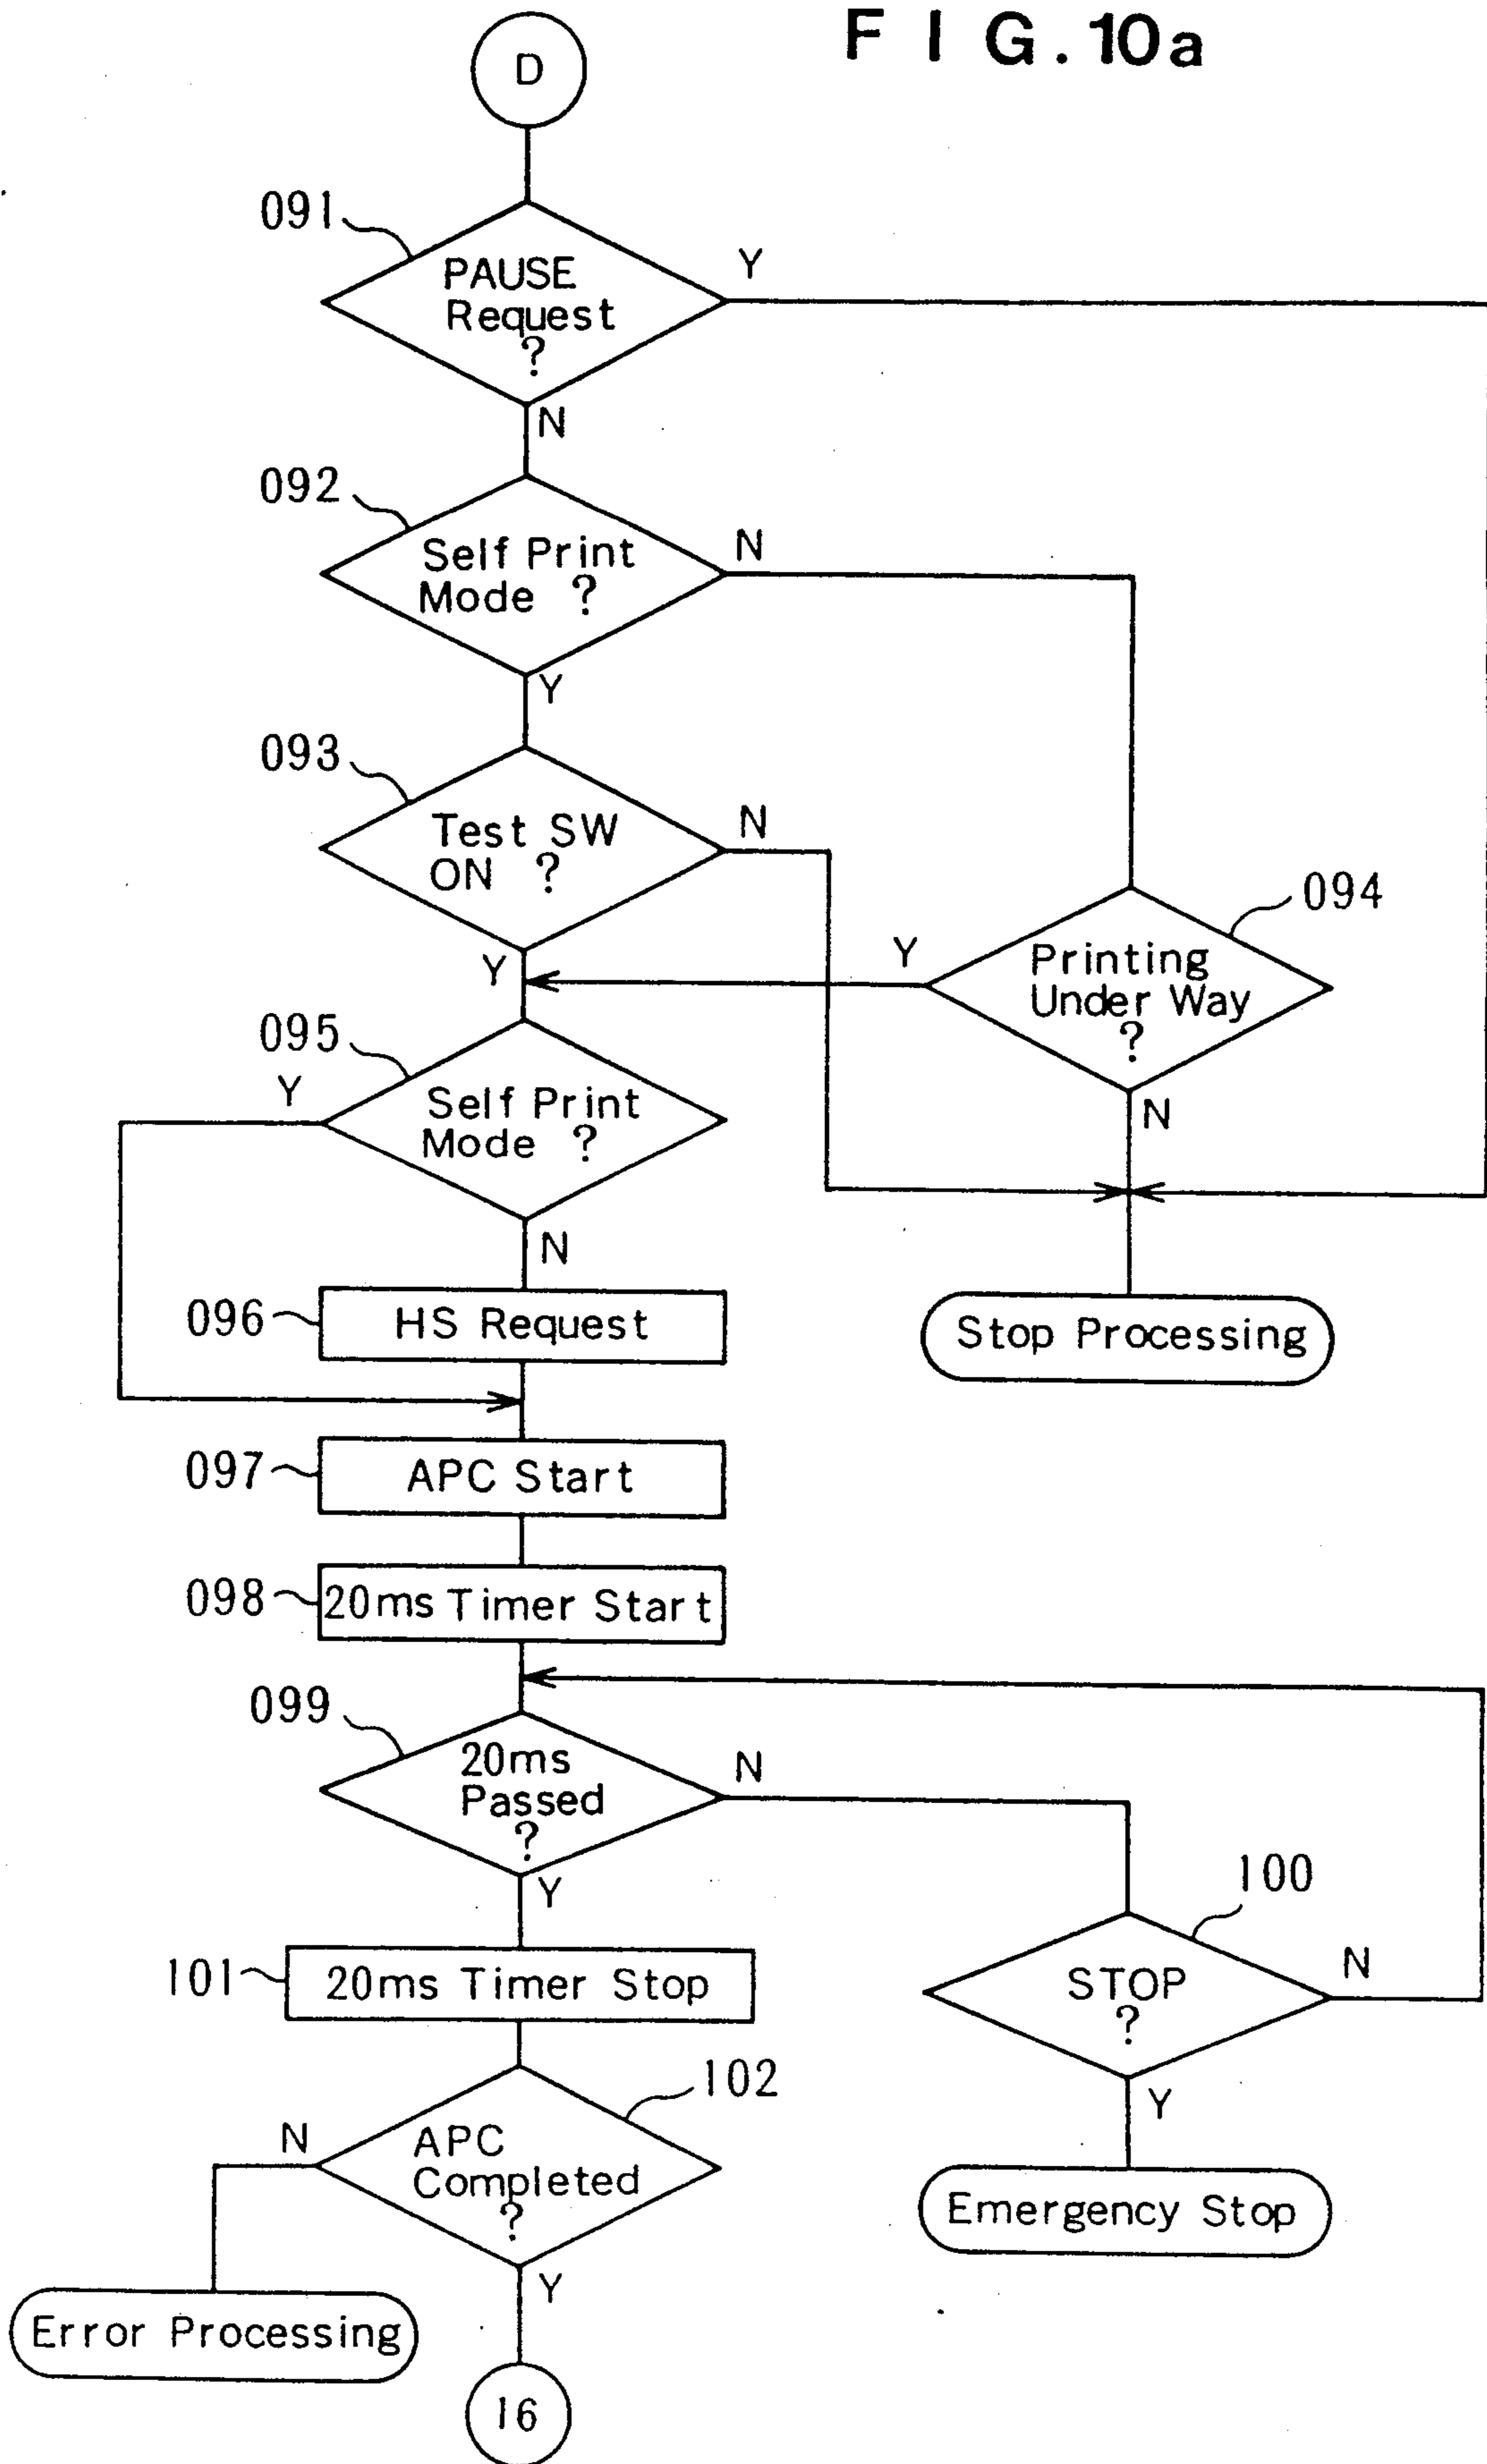 F I G. 10a
D
091
PAUSE
Request
?
Y
N
092
Self Print
Mode ?
N
Y
093
Test SW
ON ?
N
Y
094
Printing
Under Way
?
Y
N
095
Self Print
Mode ?
Y
N
096
HS Request
Stop Processing
097
APC Start
098
20ms Timer Start
099
20ms
Passed
?
N
Y
100
STOP
?
N
Y
101
20ms Timer Stop
102
APC
Completed
?
N
Y
Emergency Stop
Error Processing
16